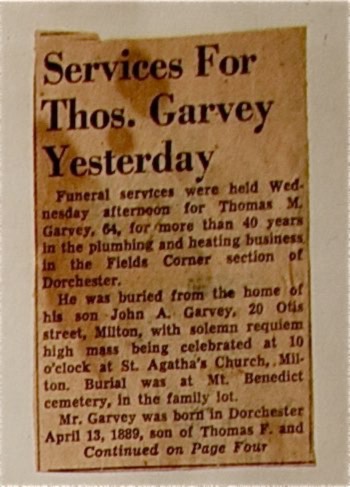 Services For
Thos. Garvey
Yesterday
Funeral services were held Wed-
nesday afternoon for Thomas M.
Garvey, 64, for more than 40 years
in the plumbing and heating business
in the Fields Corner section of
Dorchester.
He was buried from the home of
his son John A. Garvey, 20 Otis
street, Milton, with solemn requiem
high mass being celebrated at 10
o'clock at St. Agatha's Church, Mil-
ton. Burial was at Mt. Benedict
cemetery, in the family lot.
Mr. Garvey was born in Dorchester
April 13, 1889, son of Thomas F. and
Continued on Page Four